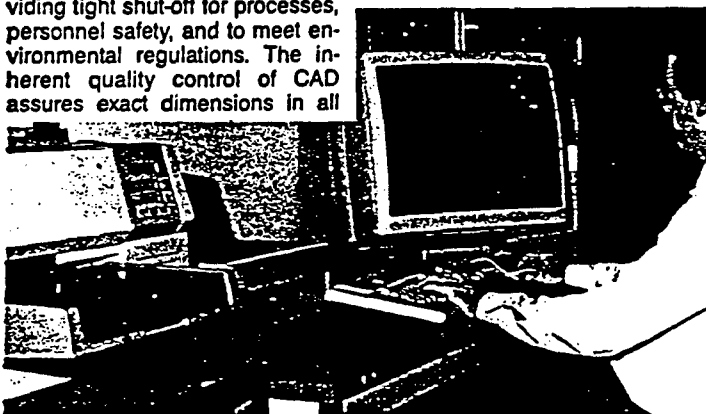 viding tight shut-off for processes,
personnel safety, and to meet en-
vironmental regulations. The in-
herent quality control of CAD
assures exact dimensions in all